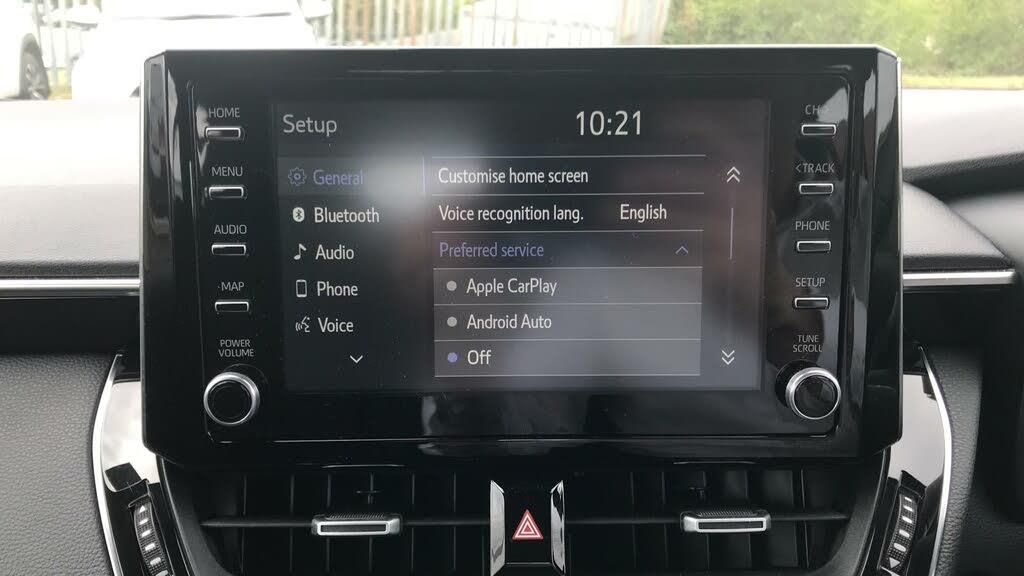 HOME
MENU
AUDIO
MAP
POWER
VOLUME
Setup
10:21
General
Bluetooth
Audio
Phone
Voice
Customise home screen
Voice recognition lang. English
Preferred service
Apple CarPlay
Android Auto
Off
CH>
<TRACK
PHONE
SETUP
TUNE
SCROLL